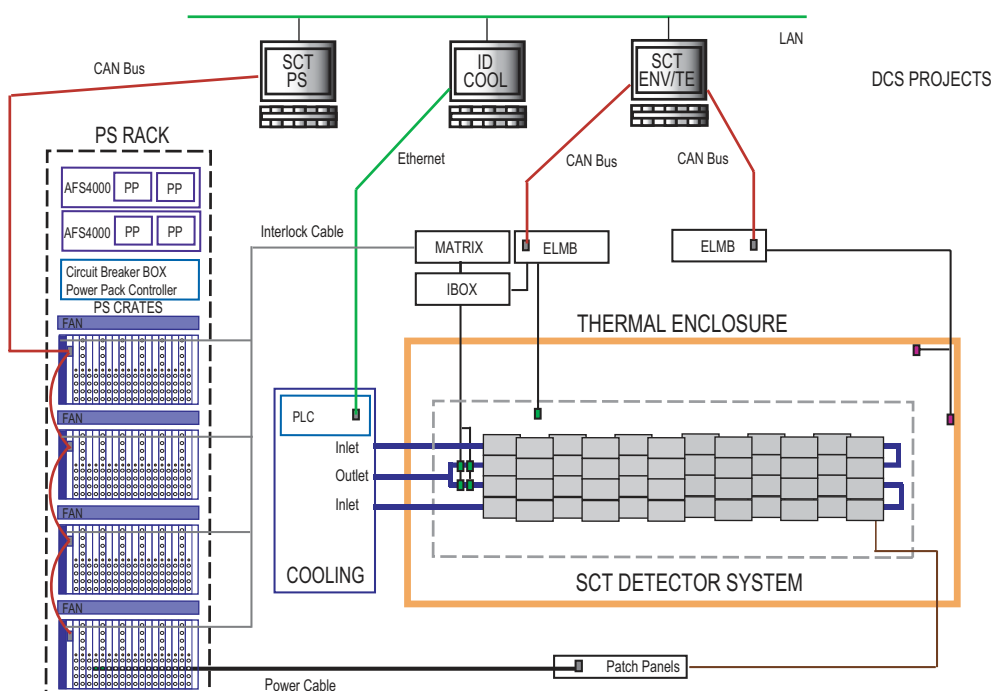 LAN
SCT
PS
ID
COOL
SCT
ENV/TE
DCS PROJECTS
CAN Bus
PS RACK
Ethernet
CAN Bus
CAN Bus
AFS4000 PP PP
AFS4000 PP PP
Interlock Cable
MATRIX
ELMB
ELMB
Circuit Breaker BOX
Power Pack Controller
IBOX
PS CRATES
FAN
THERMAL ENCLOSURE
PLC
FAN
Inlet
Outlet
Inlet
FAN
COOLING
SCT DETECTOR SYSTEM
FAN
Patch Panels
Power Cable